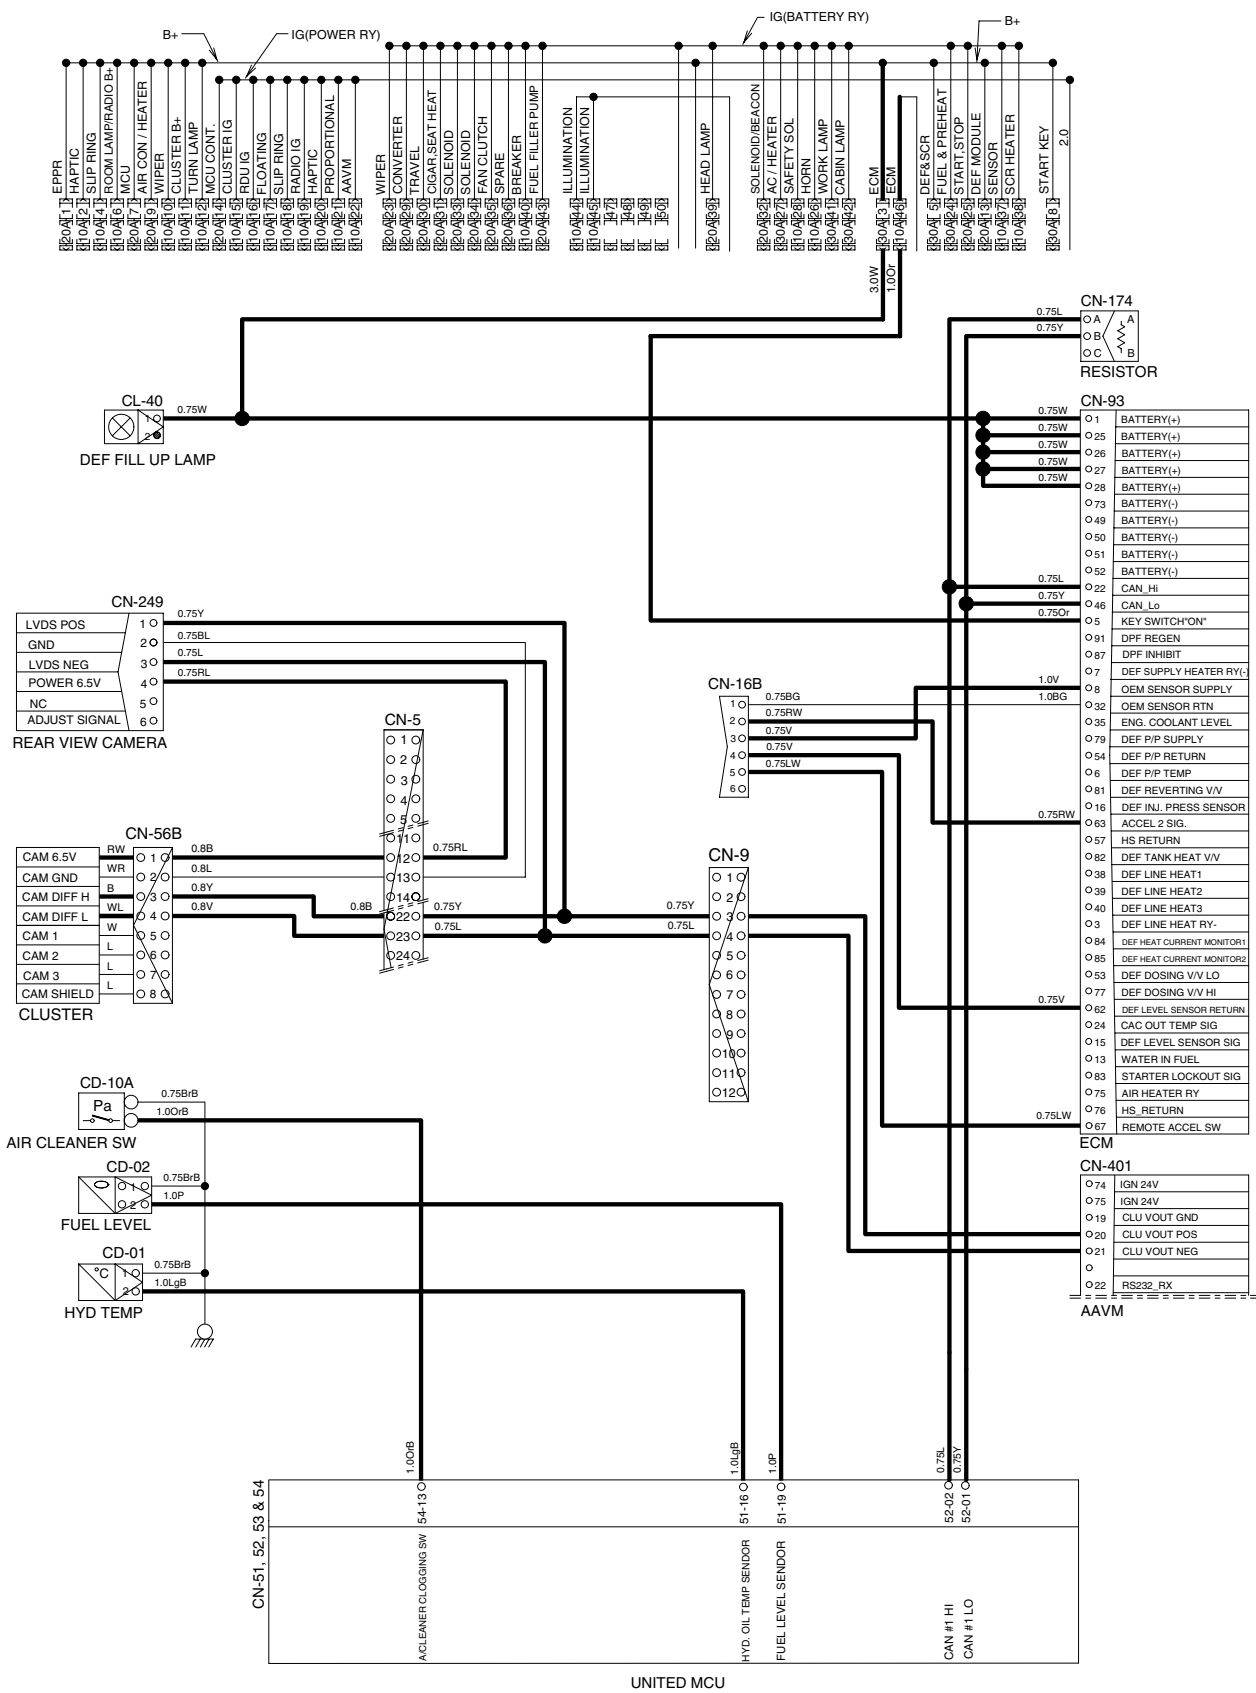 B+
IG(POWER RY)
IG(BATTERY RY)
B+
EPPR
HAPTIC
SLIP RING
ROOM LAMP/RADIO B+
MCU
AIR CON / HEATER
WIPER
CLUSTER B+
TURN LAMP
MCU CONT.
CLUSTER IG
RDU IG
FLOATING
SLIP RING
RADIO IG
HAPTIC
PROPORTIONAL
AAVM
WIPER
CONVERTER
TRAVEL
CIGAR,SEAT HEAT
SOLENOID
SOLENOID
FAN CLUTCH
SPARE
BREAKER
FUEL FILLER PUMP
ILLUMINATION
ILLUMINATION
HEAD LAMP
SOLENOID/BEACON
AC / HEATER
SAFETY SOL
HORN
WORK LAMP
CABIN LAMP
ECM
ECM
DEF&SCR
FUEL & PREHEAT
START,STOP
DEF MODULE
SENSOR
SCR HEATER
START KEY
2.0
3.0W
1.0Or
CN-174
0.75L
0.75Y
A A
B
C B
RESISTOR
CL-40
0.75W
1
2
DEF FILL UP LAMP
CN-93
0.75W 1 BATTERY(+)
0.75W 25 BATTERY(+)
0.75W 26 BATTERY(+)
0.75W 27 BATTERY(+)
0.75W 28 BATTERY(+)
73 BATTERY(-)
49 BATTERY(-)
50 BATTERY(-)
51 BATTERY(-)
52 BATTERY(-)
0.75L 22 CAN_Hi
0.75Y 46 CAN_Lo
0.75Or 5 KEY SWITCH"ON"
91 DPF REGEN
87 DPF INHIBIT
7 DEF SUPPLY HEATER RY(-)
1.0V 8 OEM SENSOR SUPPLY
1.0BG 32 OEM SENSOR RTN
35 ENG. COOLANT LEVEL
79 DEF P/P SUPPLY
54 DEF P/P RETURN
6 DEF P/P TEMP
81 DEF REVERTING V/V
16 DEF INJ. PRESS SENSOR
0.75RW 63 ACCEL 2 SIG.
57 HS RETURN
82 DEF TANK HEAT V/V
38 DEF LINE HEAT1
39 DEF LINE HEAT2
40 DEF LINE HEAT3
3 DEF LINE HEAT RY-
84 DEF HEAT CURRENT MONITOR1
85 DEF HEAT CURRENT MONITOR2
53 DEF DOSING V/V LO
77 DEF DOSING V/V HI
0.75V 62 DEF LEVEL SENSOR RETURN
24 CAC OUT TEMP SIG
15 DEF LEVEL SENSOR SIG
13 WATER IN FUEL
83 STARTER LOCKOUT SIG
75 AIR HEATER RY
76 HS_RETURN
0.75LW 67 REMOTE ACCEL SW
ECM
CN-249
LVDS POS 1 0.75Y
GND 2 0.75BL
LVDS NEG 3 0.75L
POWER 6.5V 4 0.75RL
NC 5
ADJUST SIGNAL 6
REAR VIEW CAMERA
CN-16B
1 0.75BG
2 0.75RW
3 0.75V
4 0.75V
5 0.75LW
6
CN-5
1
2
3
4
5
11
12 0.75RL
13
14
0.8B 22 0.75Y 0.75Y
23 0.75L 0.75L
24
CN-56B
CAM 6.5V RW 1 0.8B
CAM GND WR 2 0.8L
CAM DIFF H B 3 0.8Y
CAM DIFF L WL 4 0.8V
CAM 1 W 5
CAM 2 L 6
CAM 3 L 7
CAM SHIELD L 8
CLUSTER
CN-9
1
2
3
4
5
6
7
8
9
10
11
12
CD-10A
Pa
0.75BrB
1.0OrB
AIR CLEANER SW
CD-02
1 0.75BrB
2 1.0P
FUEL LEVEL
CD-01
°C
1 0.75BrB
2 1.0LgB
HYD TEMP
CN-401
74 IGN 24V
75 IGN 24V
19 CLU VOUT GND
20 CLU VOUT POS
21 CLU VOUT NEG
22 RS232_RX
AAVM
1.0OrB
1.0LgB
1.0P
0.75L
0.75Y
CN-51, 52, 53 & 54
54-13
51-16
51-19
52-02
52-01
A/CLEANER CLOGGING SW
HYD. OIL TEMP SENDOR
FUEL LEVEL SENDOR
CAN #1 HI
CAN #1 LO
UNITED MCU